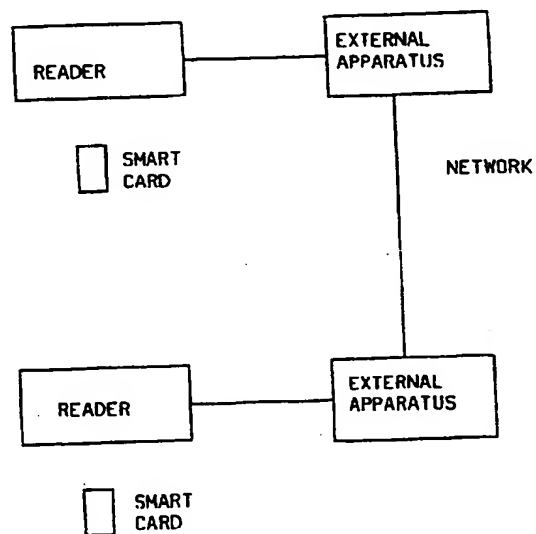 READER
EXTERNAL
APPARATUS
SMART
CARD
NETWORK
READER
EXTERNAL
APPARATUS
SMART
CARD